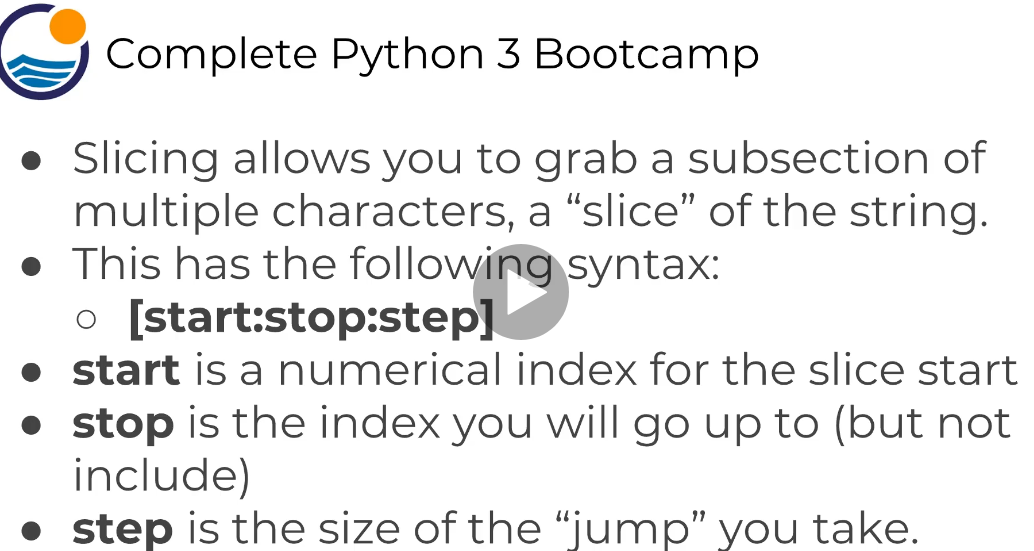 Complete Python 3 Bootcamp
● Slicing allows you to grab a subsection of
multiple characters, a “slice” of the string.
● This has the following syntax:
○ [start:stop:step]
● start is a numerical index for the slice start
● stop is the index you will go up to (but not
include)
● step is the size of the “jump” you take.